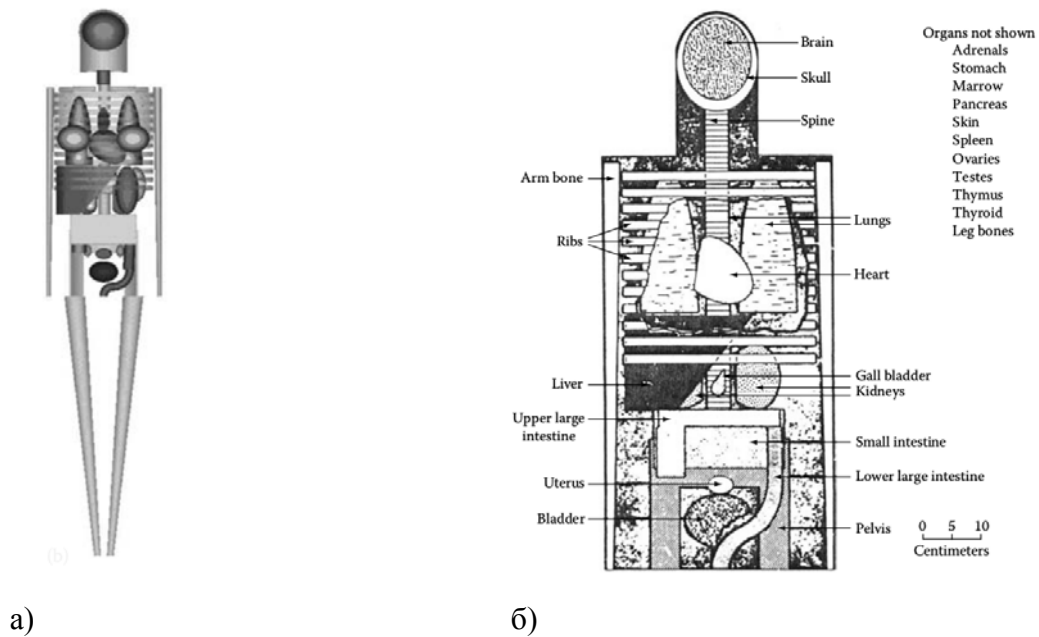 (b)
Brain
Skull
Spine
Arm bone
Lungs
Ribs
Heart
Gall bladder
Liver
Kidneys
Upper large
intestine
Small intestine
Lower large intestine
Uterus
Bladder
Pelvis
0 5 10
Centimeters
Organs not shown
Adrenals
Stomach
Marrow
Pancreas
Skin
Spleen
Ovaries
Testes
Thymus
Thyroid
Leg bones
а)
б)